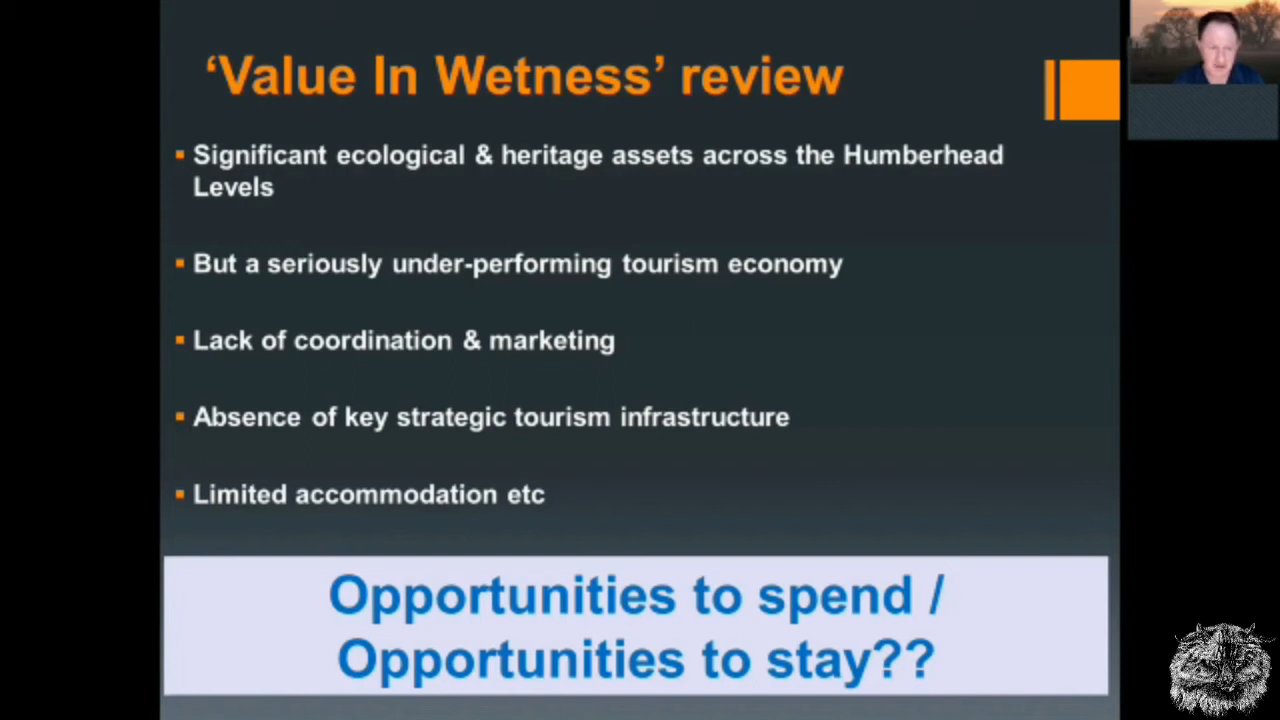 ‘Value In Wetness’ review
Significant ecological & heritage assets across the Humberhead
Levels
But a seriously under-performing tourism economy
Lack of coordination & marketing
Absence of key strategic tourism infrastructure
Limited accommodation etc
Opportunities to spend /
Opportunities to stay??